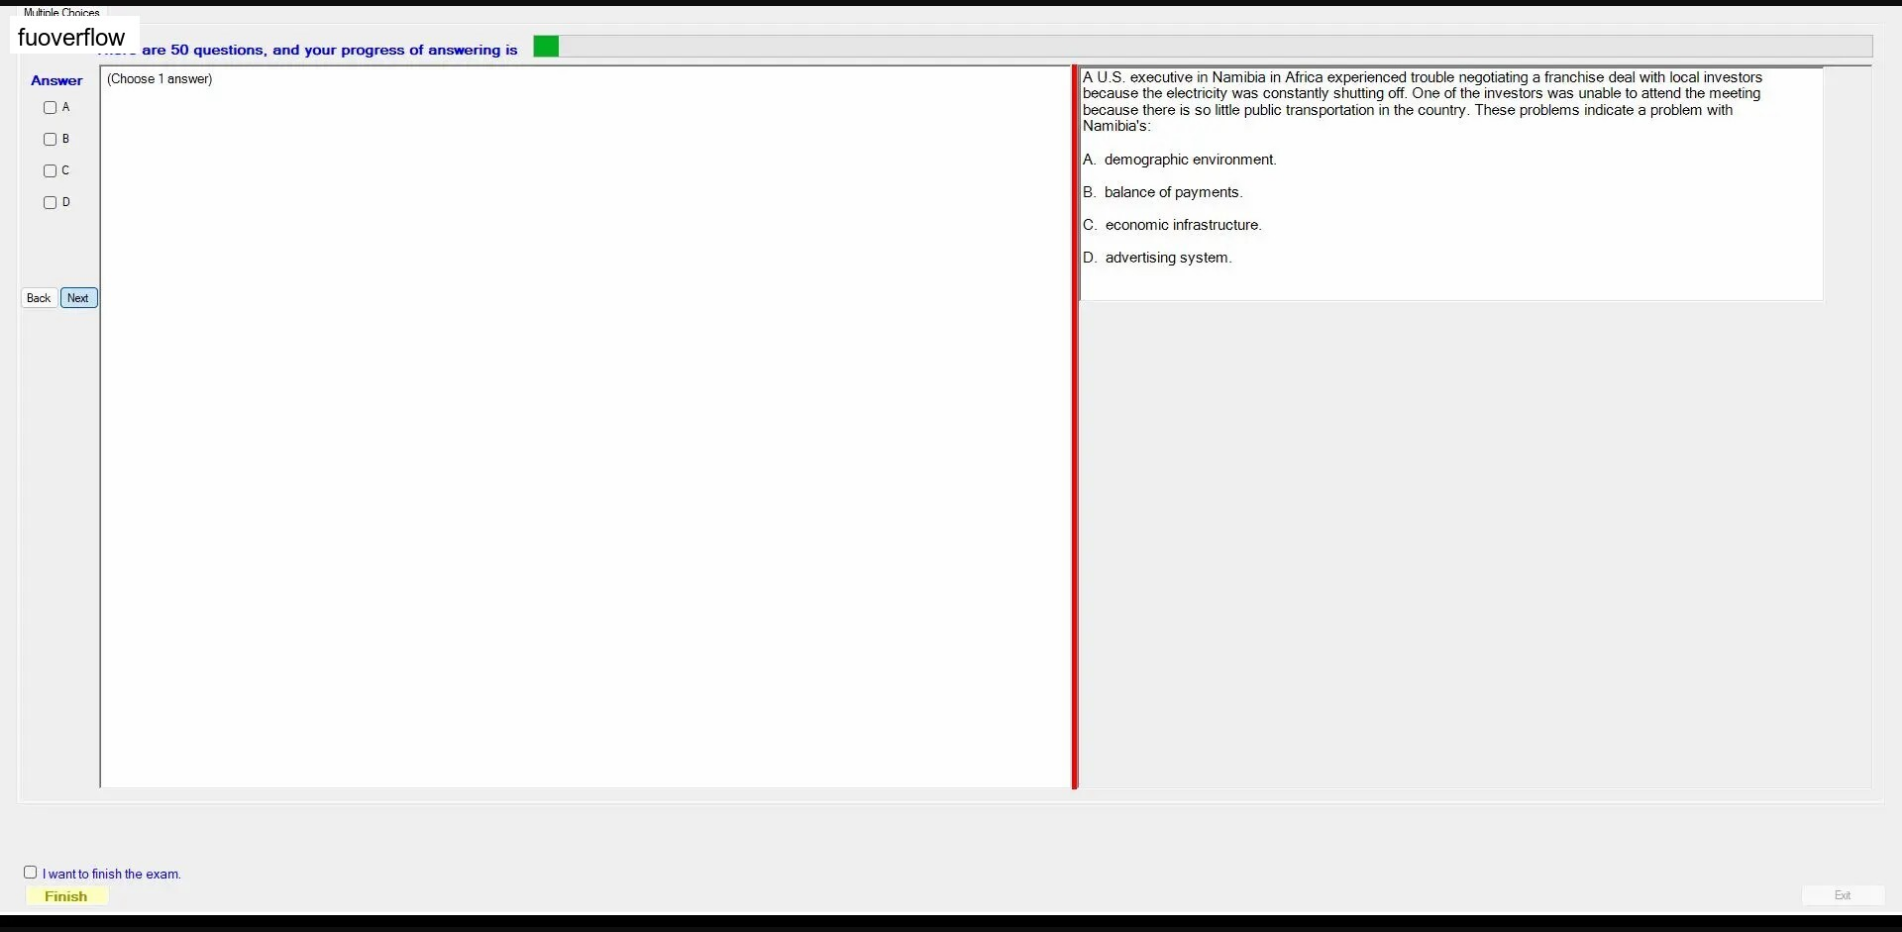 Multiple Choices
fuoverflow
are 50 questions, and your progress of answering is
Answer
(Choose 1 answer)
A
B
C
D
Back Next
A U.S. executive in Namibia in Africa experienced trouble negotiating a franchise deal with local investors
because the electricity was constantly shutting off. One of the investors was unable to attend the meeting
because there is so little public transportation in the country. These problems indicate a problem with
Namibia's:
A. demographic environment.
B. balance of payments.
C. economic infrastructure.
D. advertising system.
I want to finish the exam.
Finish
Exit